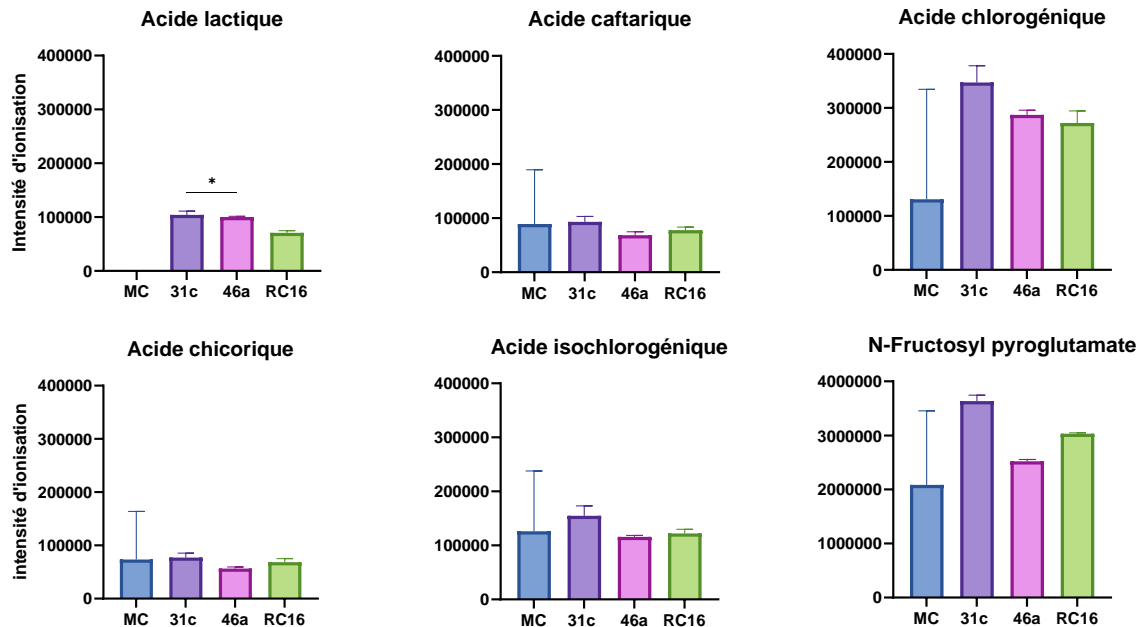 Acide lactique
400000
300000
200000
100000
0
Intensité d'ionisation
*
MC 31c 46a RC16
Acide caftarique
400000
300000
200000
100000
0
MC 31c 46a RC16
Acide chlorogénique
400000
300000
200000
100000
0
MC 31c 46a RC16
Acide chicorique
400000
300000
200000
100000
0
intensité d'ionisation
MC 31c 46a RC16
Acide isochlorogénique
400000
300000
200000
100000
0
MC 31c 46a RC16
N-Fructosyl pyroglutamate
4000000
3000000
2000000
1000000
0
MC 31c 46a RC16